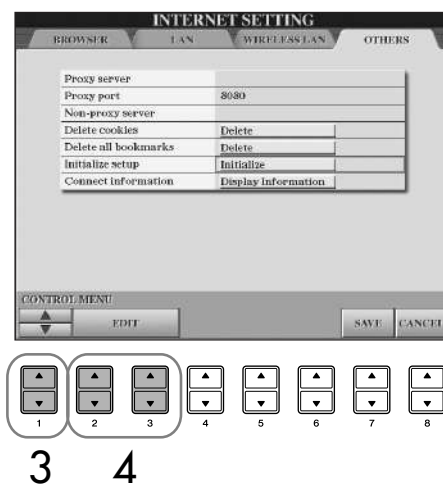 INTERNET SETTING
BROWSER LAN WIRELESS LAN OTHERS
Proxy server
Proxy port 8080
Non-proxy server
Delete cookies Delete
Delete all bookmarks Delete
Initialize setup Initialize
Connect information Display Information
CONTROL MENU
EDIT SAVE CANCEL
1 2 3 4 5 6 7 8
3 4